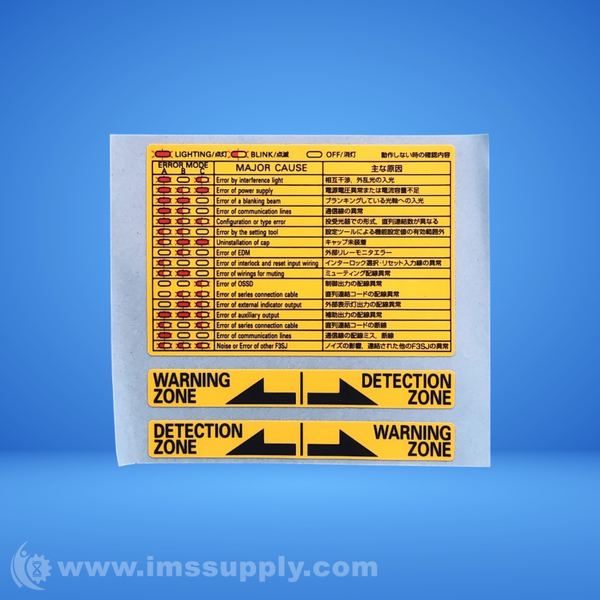 LIGHTING/点灯 BLINK/点滅 OFF/消灯 動作しない時の確認内容
ERROR MODE
A B C MAJOR CAUSE 主な原因
Error by interference light 相互干渉、外乱光の入光
Error of power supply 電源電圧異常または電流容量不足
Error of a blanking beam ブランキングしている光軸への入光
Error of communication lines 通信線の異常
Configuration or type error 投受光器での形式、直列連結数が異なる
Error by the setting tool 設定ツールによる機能設定値の有効範囲外
Uninstallation of cap キャップ未装着
Error of EDM 外部リレーモニタエラー
Error of interlock and reset input wiring インターロック選択・リセット入力線の異常
Error of wirings for muting ミューティング配線異常
Error of OSSD 制御出力の配線異常
Error of series connection cable 直列連結コードの配線異常
Error of external indicator output 外部表示灯出力の配線異常
Error of auxiliary output 補助出力の配線異常
Error of series connection cable 直列連結コードの断線
Error of communication lines 通信線の配線ミス、断線
Noise or Error of other F3SJ ノイズの影響、連結された他のF3SJの異常
WARNING ZONE DETECTION ZONE
DETECTION ZONE WARNING ZONE
www.imssupply.com